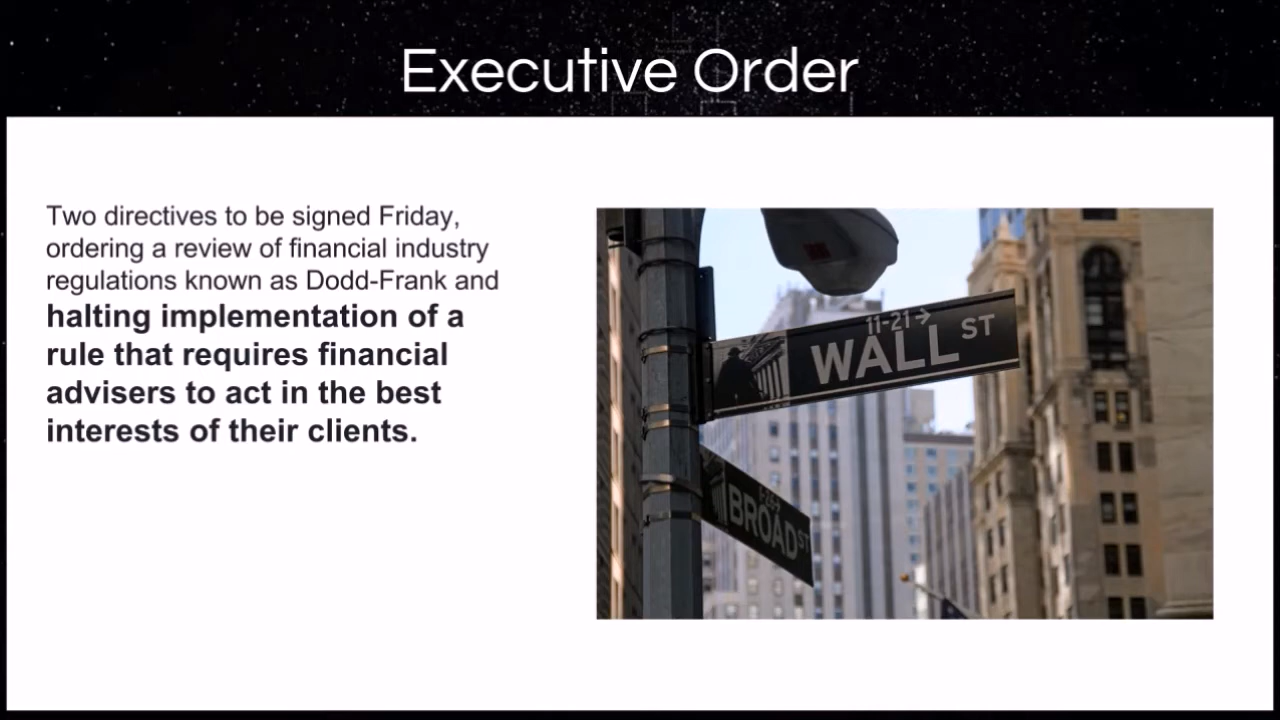 Executive Order
Two directives to be signed Friday,
ordering a review of financial industry
regulations known as Dodd-Frank and
halting implementation of a
rule that requires financial
advisers to act in the best
interests of their clients.
11-21→
WALL ST
BROAD ST